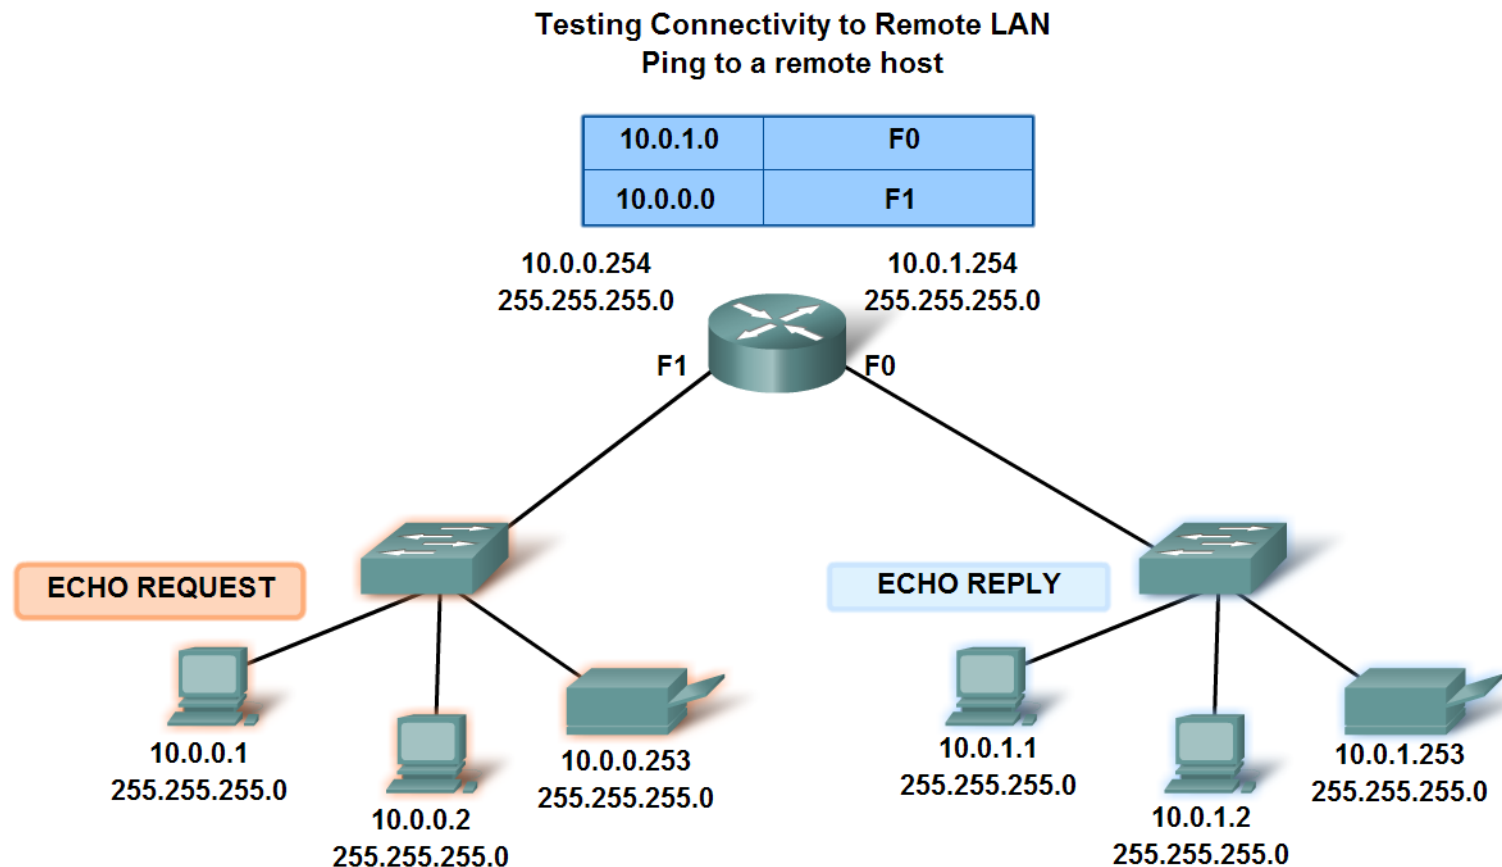 Testing Connectivity to Remote LAN
Ping to a remote host
10.0.1.0 F0
10.0.0.0 F1
10.0.0.254
255.255.255.0
10.0.1.254
255.255.255.0
F1
F0
ECHO REQUEST
ECHO REPLY
10.0.0.1
255.255.255.0
10.0.0.2
255.255.255.0
10.0.0.253
255.255.255.0
10.0.1.1
255.255.255.0
10.0.1.2
255.255.255.0
10.0.1.253
255.255.255.0